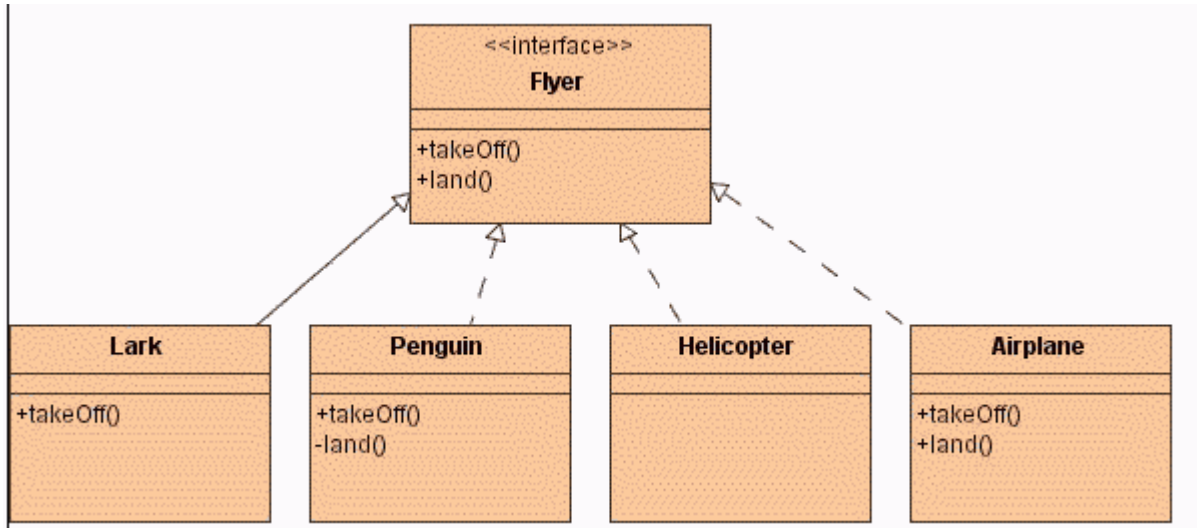 <<interface>>
Flyer
+takeOff()
+land()
Lark
+takeOff()
Penguin
+takeOff()
-land()
Helicopter
Airplane
+takeOff()
+land()